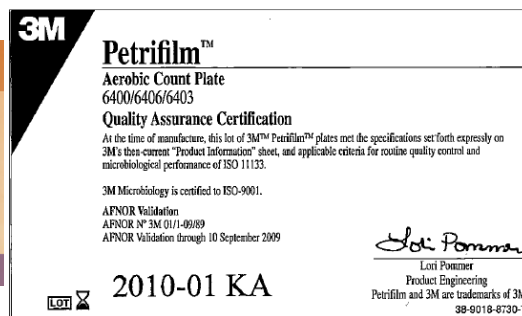 3M
Petrifilm™
Aerobic Count Plate
6400/6406/6403
Quality Assurance Certification
At the time of manufacture, this lot of 3M™ Petrifilm™ plates met the specifications set forth expressly on
3M's then-current "Product Information" sheet, and applicable criteria for routine quality control and
microbiological performance of ISO 11133.
3M Microbiology is certified to ISO-9001.
AFNOR Validation
AFNOR Nº 3M 01/1-09/89
AFNOR Validation through 10 September 2009
Lori Pommer
Lori Pommer
Product Engineering
Petrifilm and 3M are trademarks of 3M
LOT 2010-01 KA
38-9018-8730-